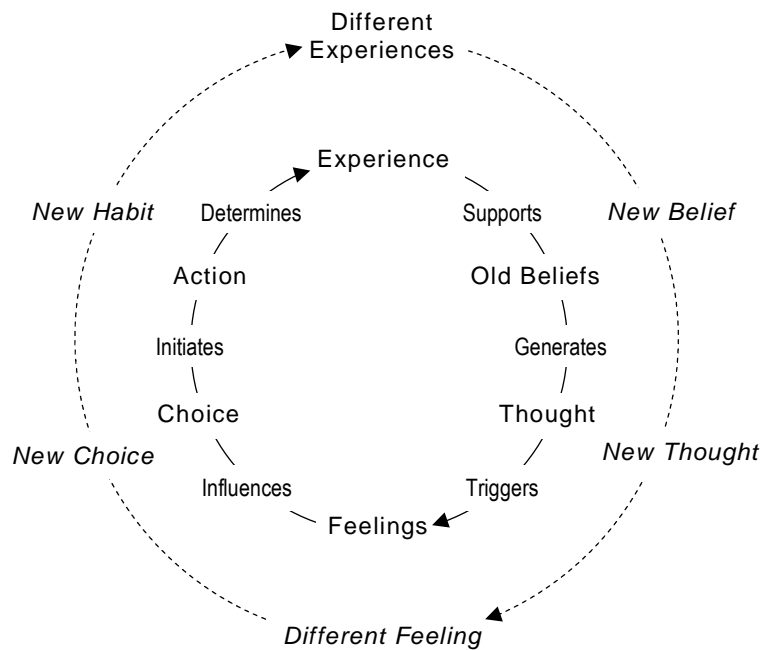 Different
Experiences
Experience
New Habit
Determines
Supports
New Belief
Action
Old Beliefs
Initiates
Generates
Choice
Thought
New Choice
New Thought
Influences
Triggers
Feelings
Different Feeling